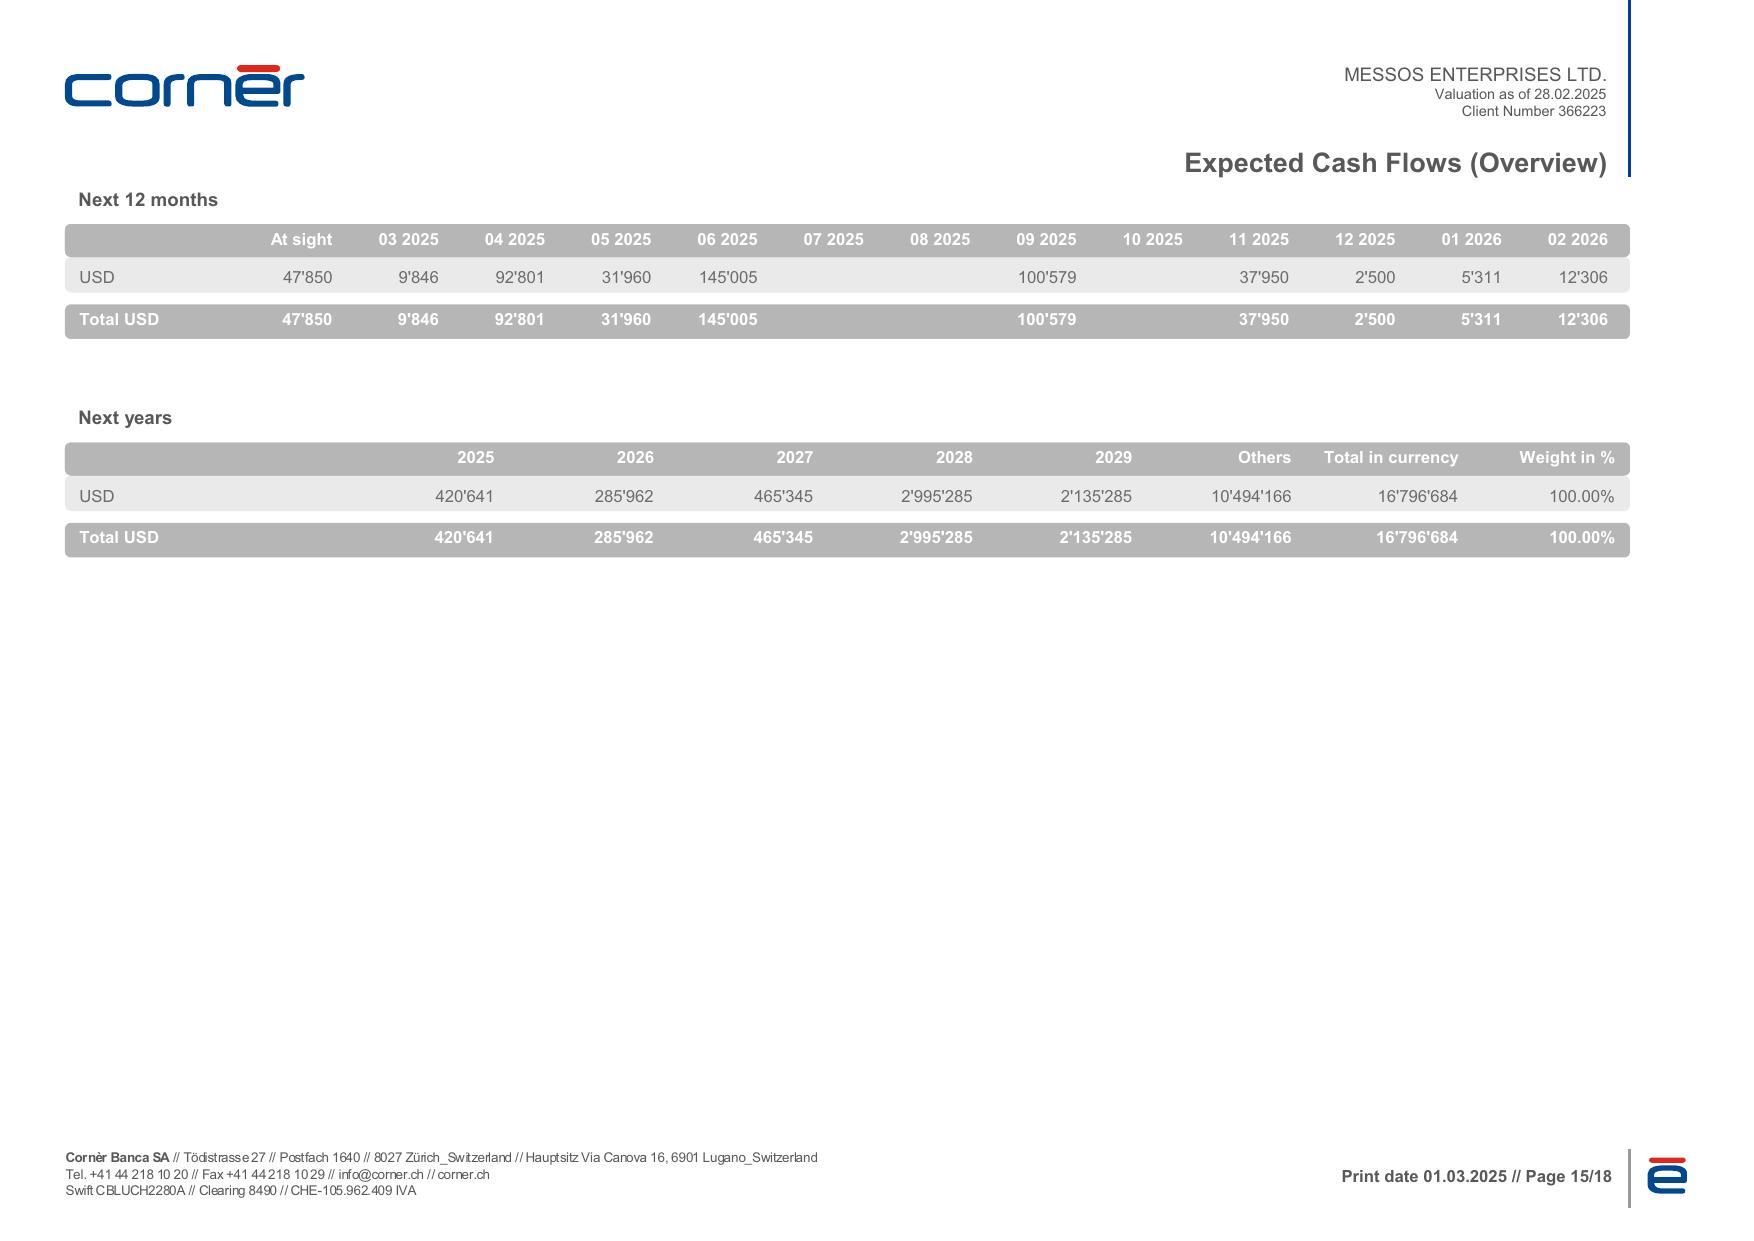 cornèr
MESSOS ENTERPRISES LTD.
Valuation as of 28.02.2025
Client Number 366223
Expected Cash Flows (Overview)
Next 12 months
At sight 03 2025 04 2025 05 2025 06 2025 07 2025 08 2025 09 2025 10 2025 11 2025 12 2025 01 2026 02 2026
USD 47'850 9'846 92'801 31'960 145'005 100'579 37'950 2'500 5'311 12'306
Total USD 47'850 9'846 92'801 31'960 145'005 100'579 37'950 2'500 5'311 12'306
Next years
2025 2026 2027 2028 2029 Others Total in currency Weight in %
USD 420'641 285'962 465'345 2'995'285 2'135'285 10'494'166 16'796'684 100.00%
Total USD 420'641 285'962 465'345 2'995'285 2'135'285 10'494'166 16'796'684 100.00%
Cornèr Banca SA // Tödistrasse 27 // Postfach 1640 // 8027 Zürich_Switzerland // Hauptsitz Via Canova 16, 6901 Lugano_Switzerland
Tel. +41 44 218 10 20 // Fax +41 44 218 10 29 // info@corner.ch // corner.ch
Swift CBLUCH2280A // Clearing 8490 // CHE-105.962.409 IVA
Print date 01.03.2025 // Page 15/18